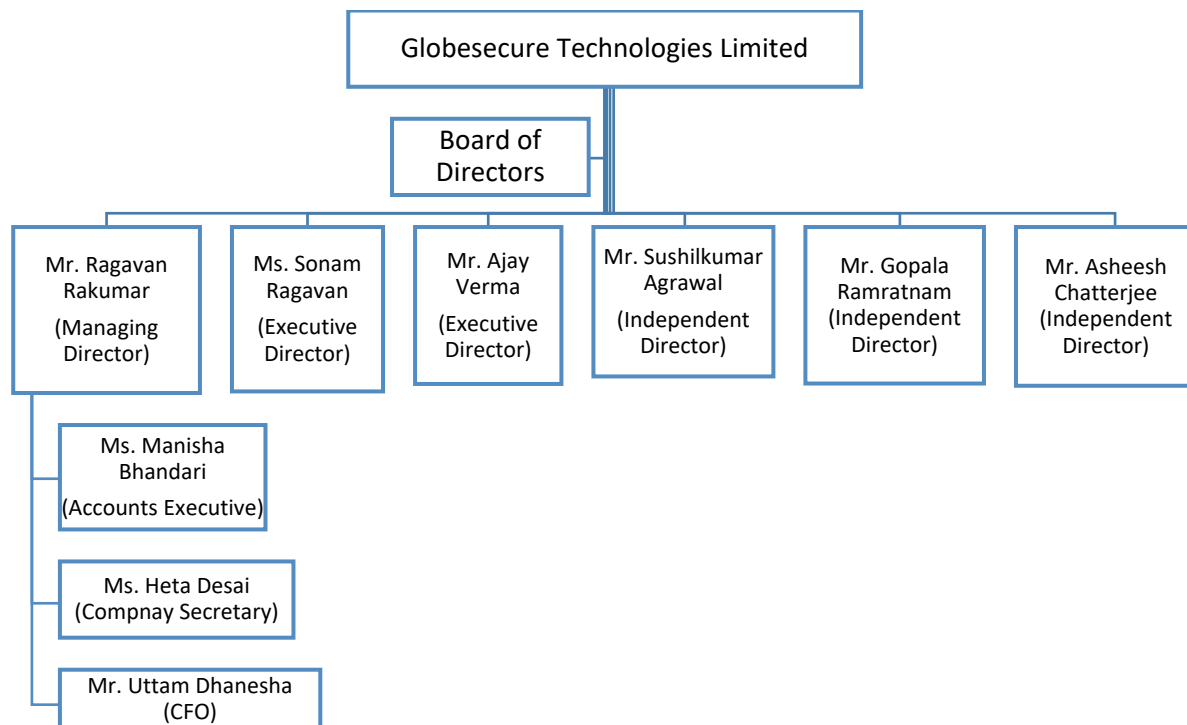 Globesecure Technologies Limited
Board of
Directors
Mr. Ragavan
Rakumar
(Managing
Director)
Ms. Sonam
Ragavan
(Executive
Director)
Mr. Ajay
Verma
(Executive
Director)
Mr. Sushilkumar
Agrawal
(Independent
Director)
Mr. Gopala
Ramratnam
(Independent
Director)
Mr. Asheesh
Chatterjee
(Independent
Director)
Ms. Manisha
Bhandari
(Accounts Executive)
Ms. Heta Desai
(Compnay Secretary)
Mr. Uttam Dhanesha
(CFO)